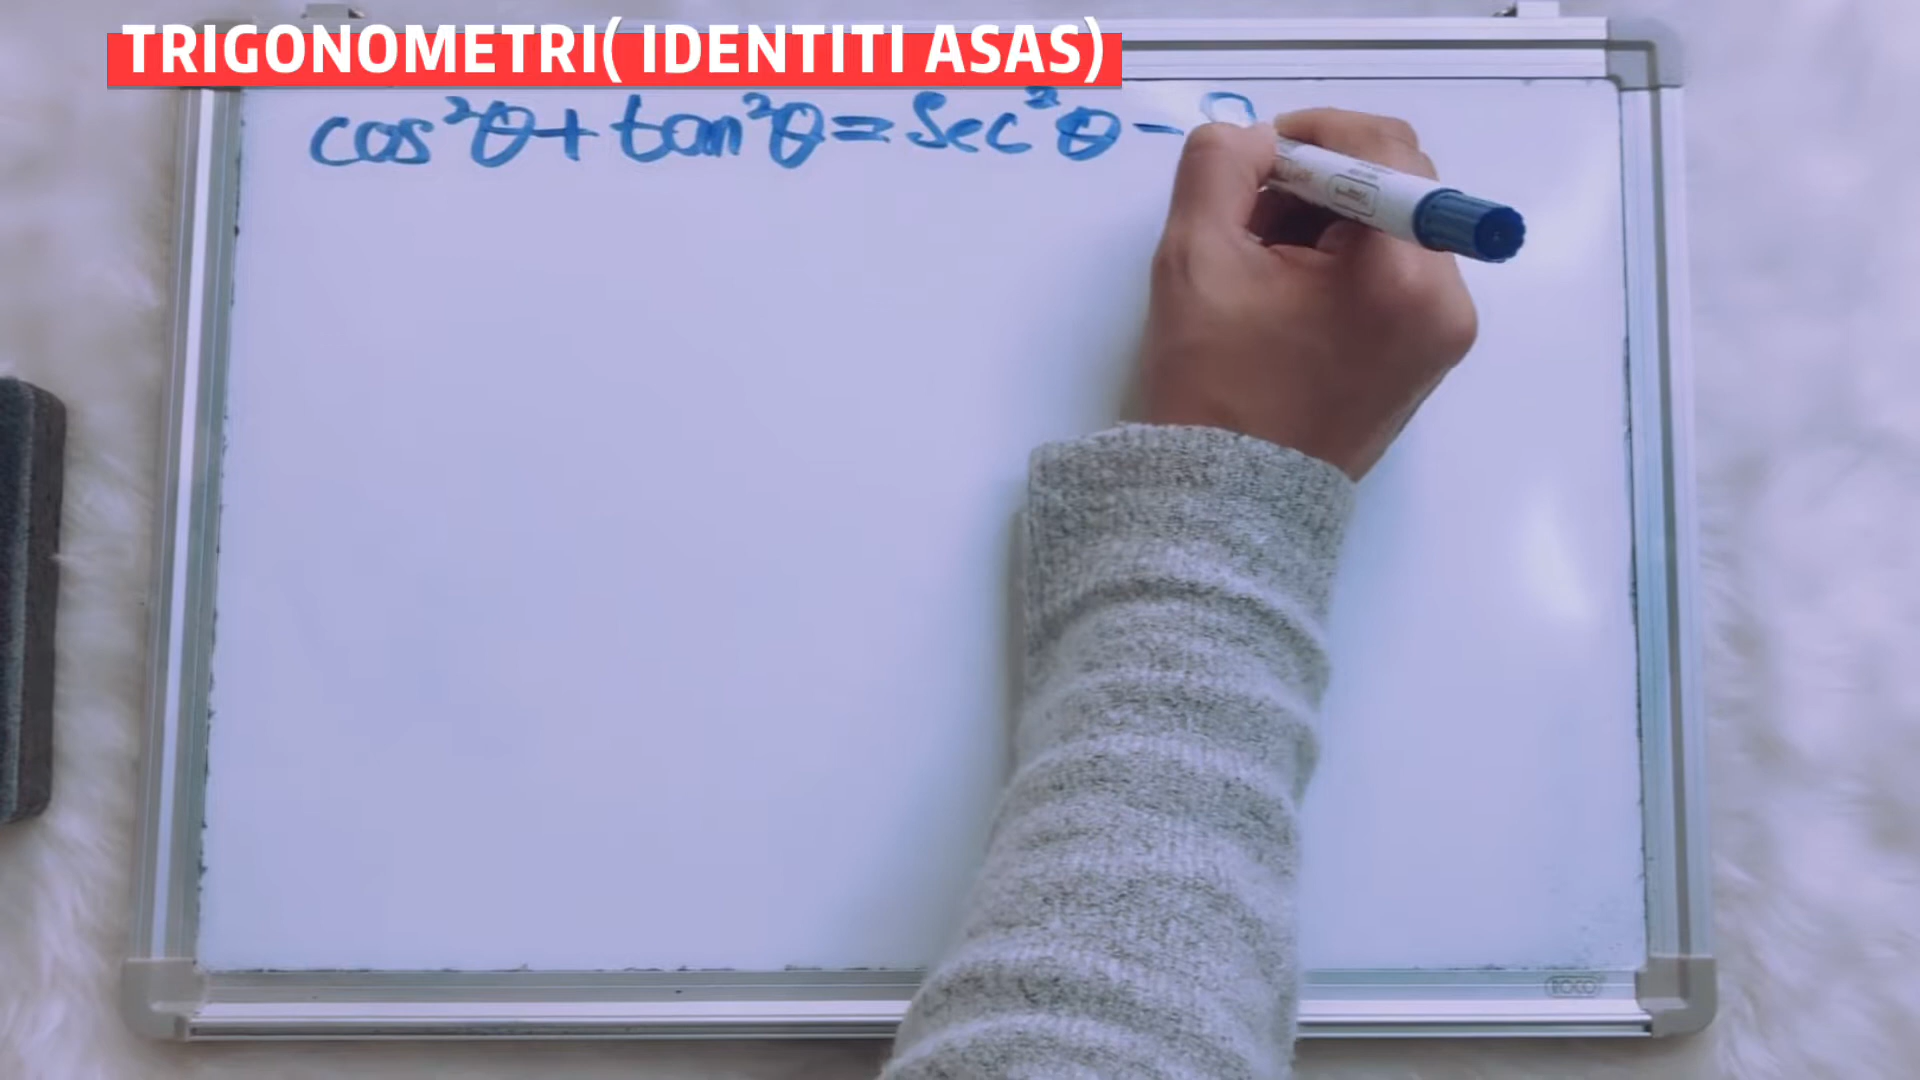 TRIGONOMETRI( IDENTITI ASAS)
cos²θ+tan²θ=Sec²θ-